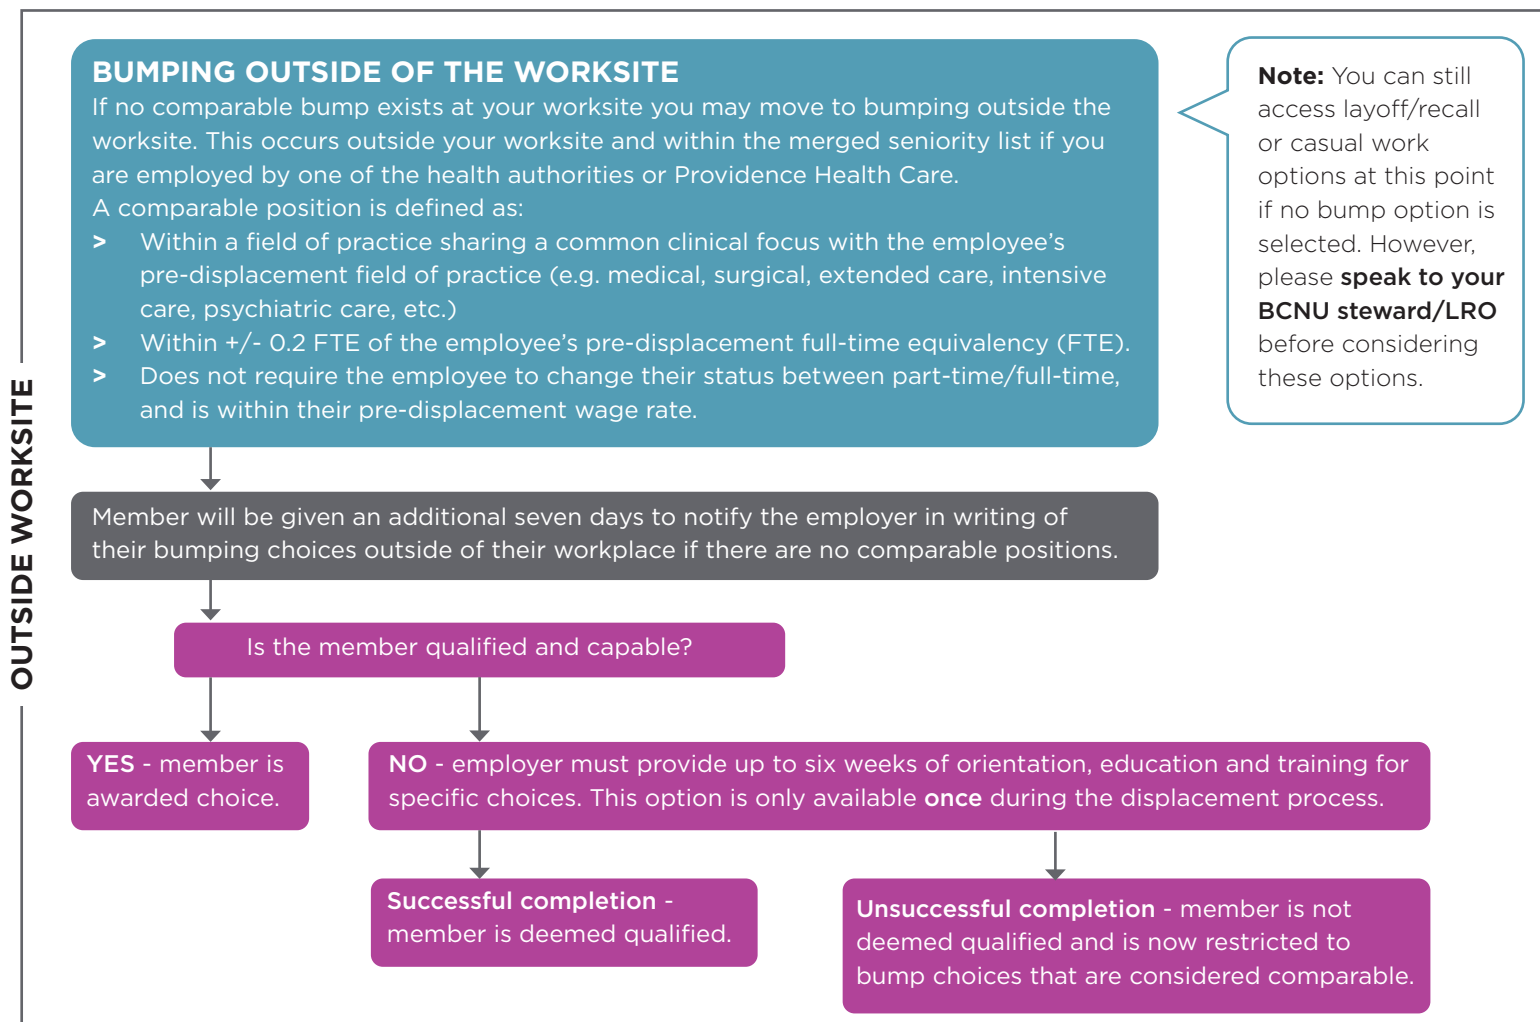 OUTSIDE WORKSITE
BUMPING OUTSIDE OF THE WORKSITE
If no comparable bump exists at your worksite you may move to bumping outside the
worksite. This occurs outside your worksite and within the merged seniority list if you
are employed by one of the health authorities or Providence Health Care.
A comparable position is defined as:
> Within a field of practice sharing a common clinical focus with the employee's
pre-displacement field of practice (e.g. medical, surgical, extended care, intensive
care, psychiatric care, etc.)
> Within +/- 0.2 FTE of the employee's pre-displacement full-time equivalency (FTE).
> Does not require the employee to change their status between part-time/full-time,
and is within their pre-displacement wage rate.
Note: You can still
access layoff/recall
or casual work
options at this point
if no bump option is
selected. However,
please speak to your
BCNU steward/LRO
before considering
these options.
Member will be given an additional seven days to notify the employer in writing of
their bumping choices outside of their workplace if there are no comparable positions.
Is the member qualified and capable?
YES - member is
awarded choice.
NO - employer must provide up to six weeks of orientation, education and training for
specific choices. This option is only available once during the displacement process.
Successful completion -
member is deemed qualified.
Unsuccessful completion - member is not
deemed qualified and is now restricted to
bump choices that are considered comparable.